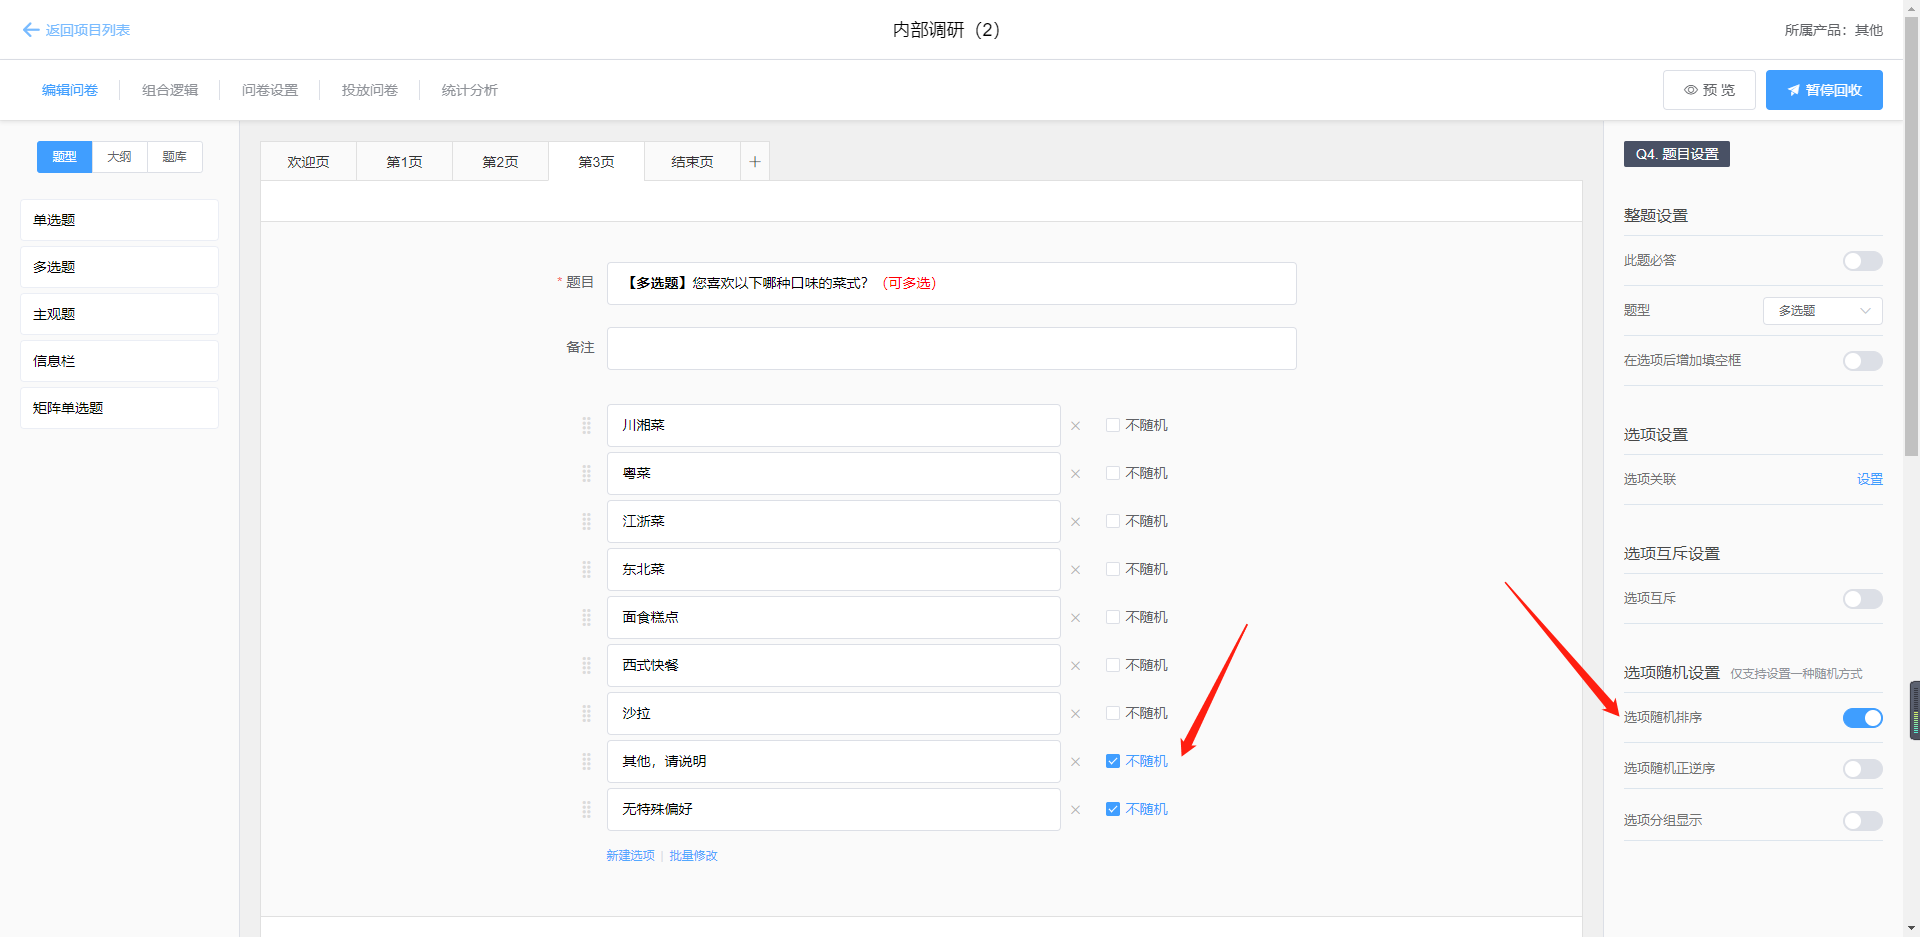 返回项目列表
内部调研（2）
所属产品：其他
编辑问卷
组合逻辑
问卷设置
投放问卷
统计分析
预 览
暂停回收
题型
大纲
题库
单选题
多选题
主观题
信息栏
矩阵单选题
欢迎页
第1页
第2页
第3页
结束页
* 题目
【多选题】您喜欢以下哪种口味的菜式？（可多选）
备注
川湘菜
不随机
粤菜
不随机
江浙菜
不随机
东北菜
不随机
面食糕点
不随机
西式快餐
不随机
沙拉
不随机
其他，请说明
不随机
无特殊偏好
不随机
新建选项 | 批量修改
Q4. 题目设置
整题设置
此题必答
题型
多选题
在选项后增加填空框
选项设置
选项关联
设置
选项互斥设置
选项互斥
选项随机设置 仅支持设置一种随机方式
选项随机排序
选项随机正逆序
选项分组显示